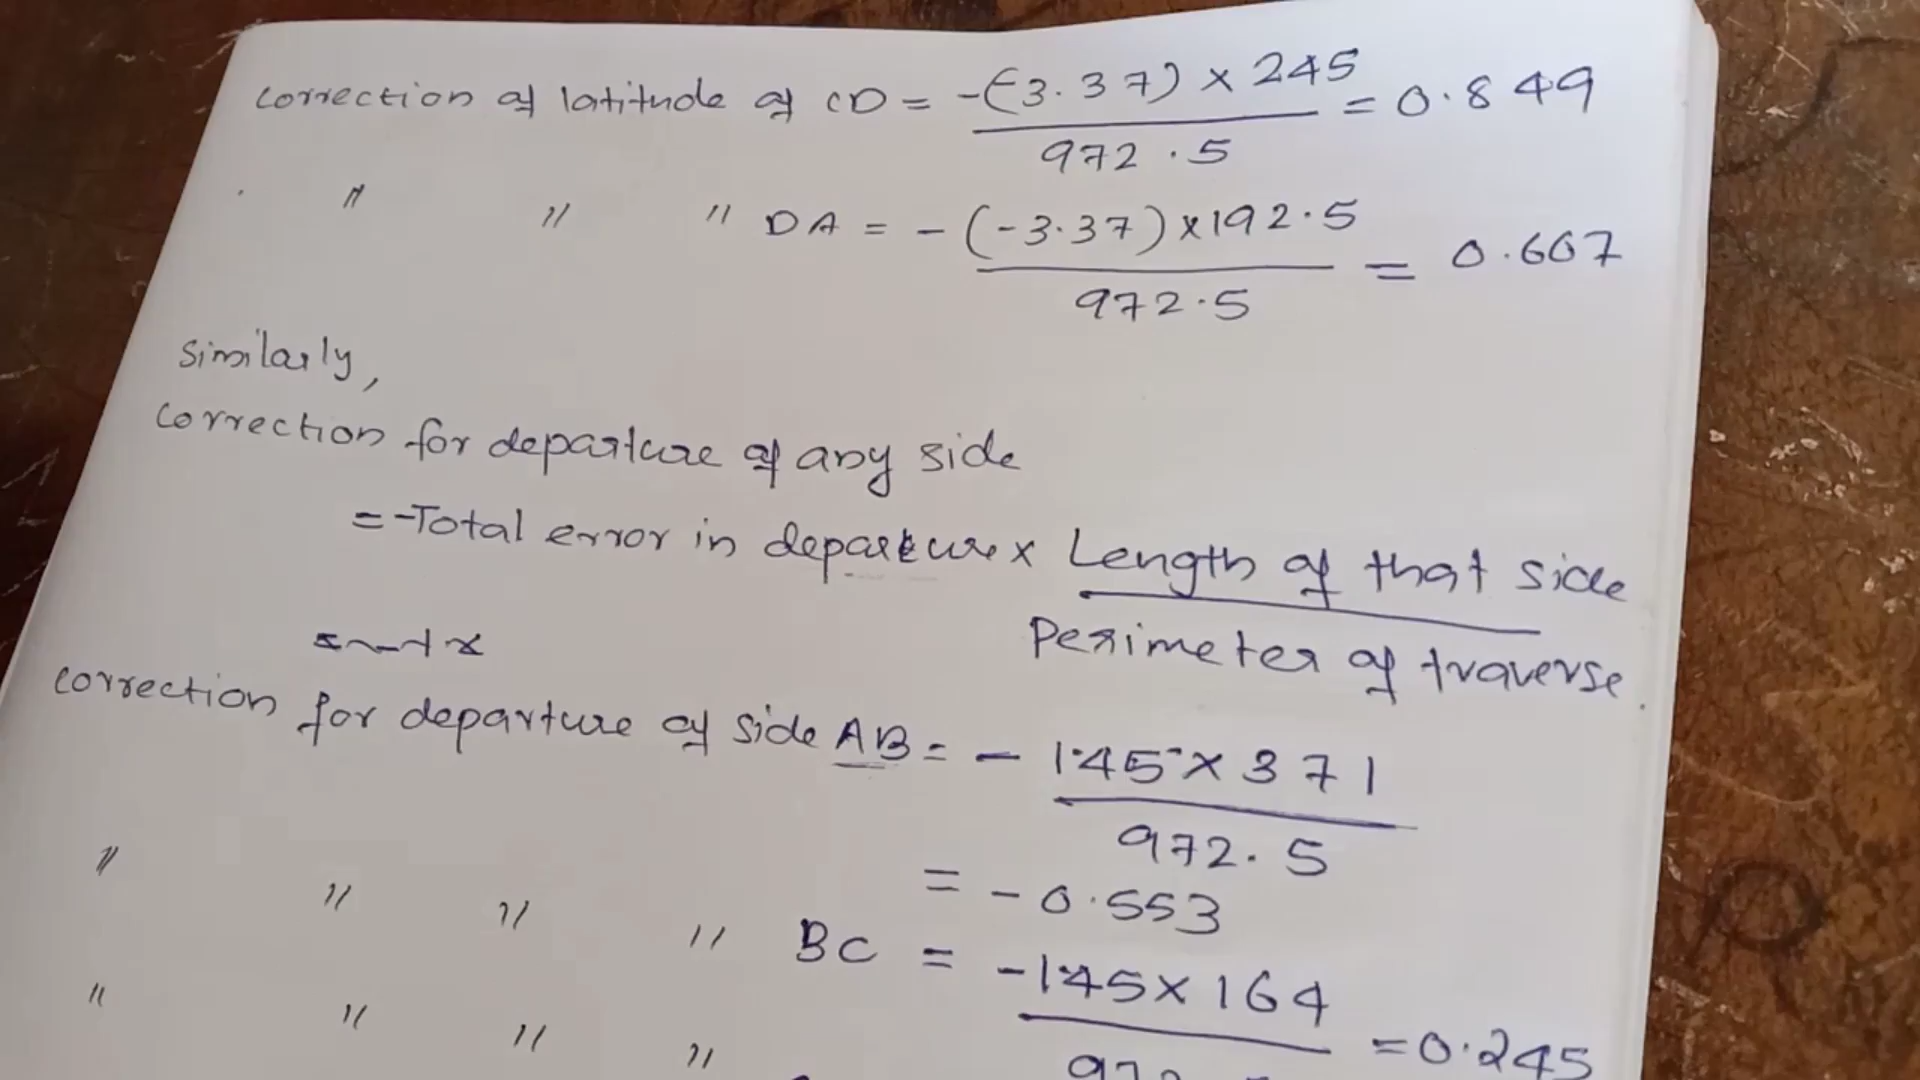 correction of latitude of CD = -(-3.37) x 245 = 0.849
972.5
" " " DA = -(-3.37) x 192.5 = 0.607
972.5
Similarly,
Correction for departure of any side
= -Total error in departure x Length of that side
Perimeter of traverse
correction for departure of side AB = - 1.45 x 371
972.5
= -0.553
" " " " BC = -1.45 x 164 = 0.245
" " " "